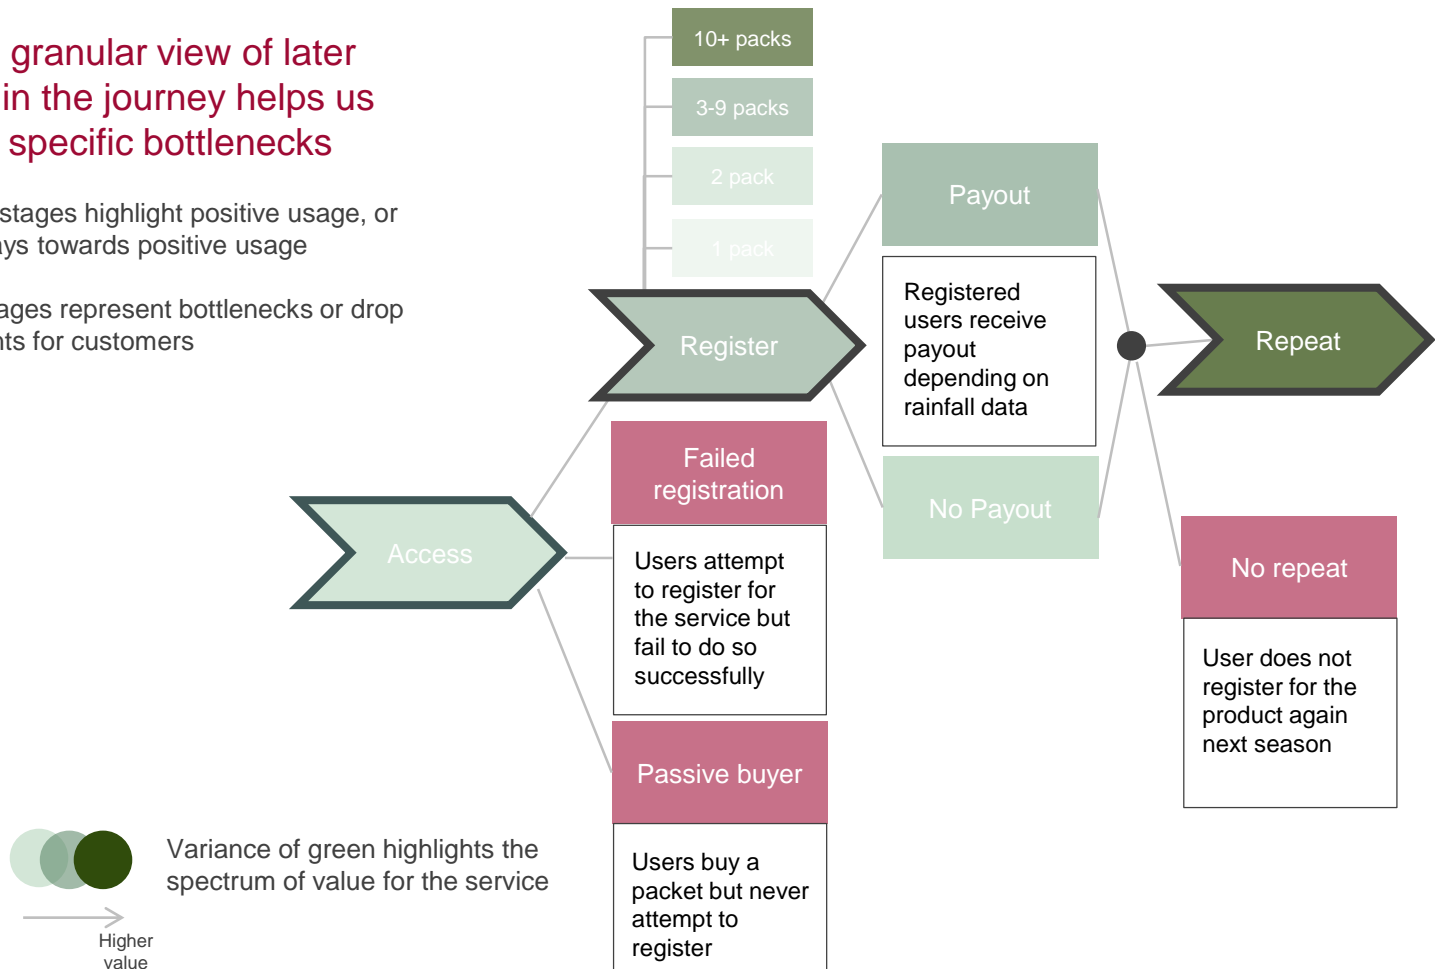 granular view of later
in the journey helps us
specific bottlenecks
stages highlight positive usage, or
ays towards positive usage
ages represent bottlenecks or drop
nts for customers
10+ packs
3-9 packs
2 pack
1 pack
Register
Payout
Registered
users receive
payout
depending on
rainfall data
No Payout
Repeat
No repeat
User does not
register for the
product again
next season
Access
Failed
registration
Users attempt
to register for
the service but
fail to do so
successfully
Passive buyer
Users buy a
packet but never
attempt to
register
Variance of green highlights the
spectrum of value for the service
Higher
value